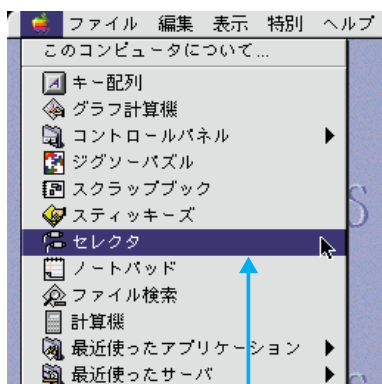 ファイル 編集 表示 特別 ヘルプ
このコンピュータについて...
キー配列
グラフ計算機
コントロールパネル
ジグソーパズル
スクラップブック
スティッキーズ
セレクタ
ノートパッド
ファイル検索
計算機
最近使ったアプリケーション
最近使ったサーバ